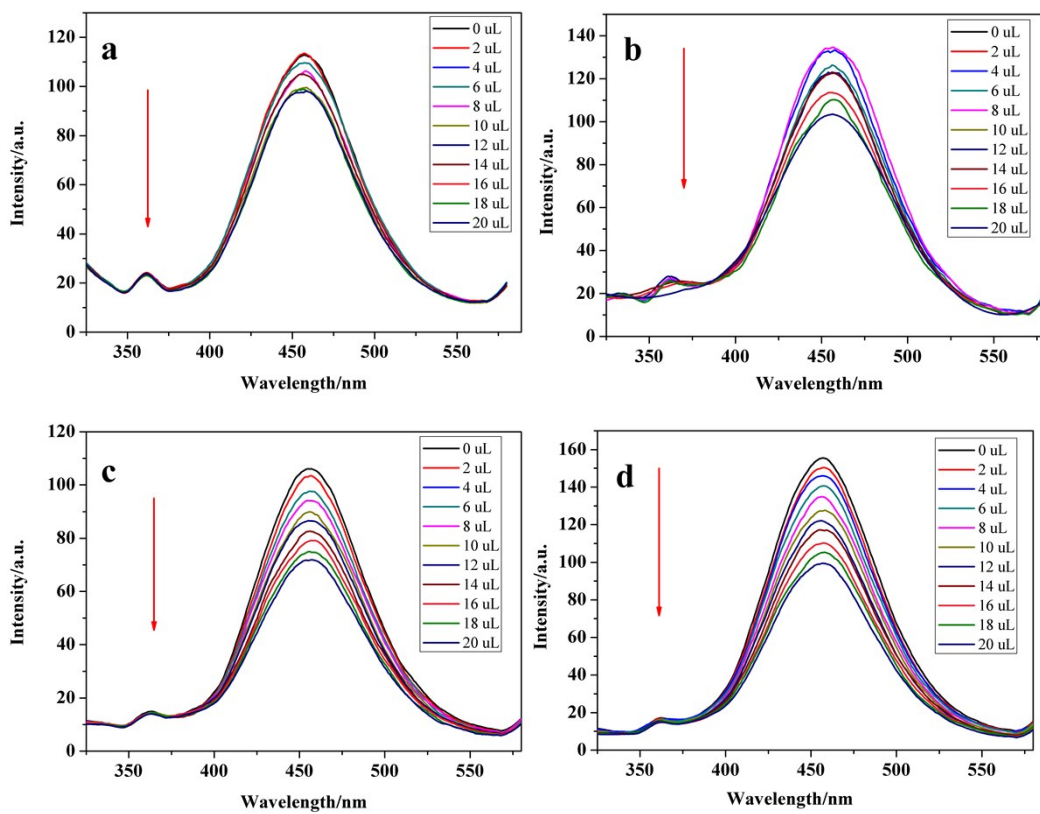 a
120
100
80
60
40
20
0
Intensity/a.u.
350 400 450 500 550
Wavelength/nm
0 uL
2 uL
4 uL
6 uL
8 uL
10 uL
12 uL
14 uL
16 uL
18 uL
20 uL
b
140
120
100
80
60
40
20
0
Intensity/a.u.
350 400 450 500 550
Wavelength/nm
0 uL
2 uL
4 uL
6 uL
8 uL
10 uL
12 uL
14 uL
16 uL
18 uL
20 uL
c
120
100
80
60
40
20
0
Intensity/a.u.
350 400 450 500 550
Wavelength/nm
0 uL
2 uL
4 uL
6 uL
8 uL
10 uL
12 uL
14 uL
16 uL
18 uL
20 uL
d
160
140
120
100
80
60
40
20
0
Intensity/a.u.
350 400 450 500 550
Wavelength/nm
0 uL
2 uL
4 uL
6 uL
8 uL
10 uL
12 uL
14 uL
16 uL
18 uL
20 uL